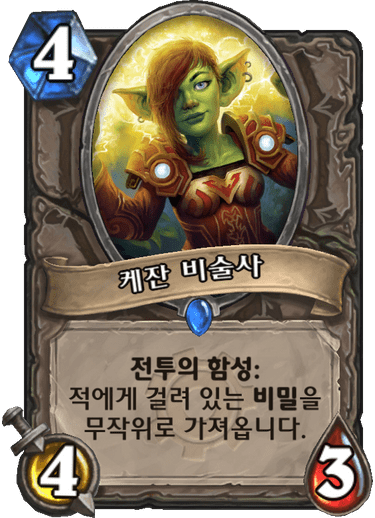 4
케잔 비술사
전투의 함성:
적에게 걸려 있는 비밀을
무작위로 가져옵니다.
4
3